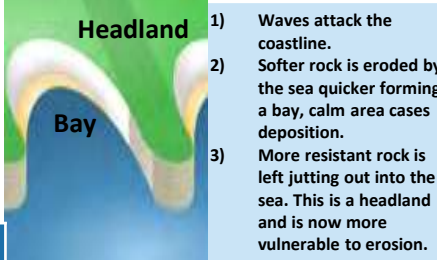 Headland
Bay
1) Waves attack the
coastline.
2) Softer rock is eroded by
the sea quicker forming
a bay, calm area cases
deposition.
3) More resistant rock is
left jutting out into the
sea. This is a headland
and is now more
vulnerable to erosion.